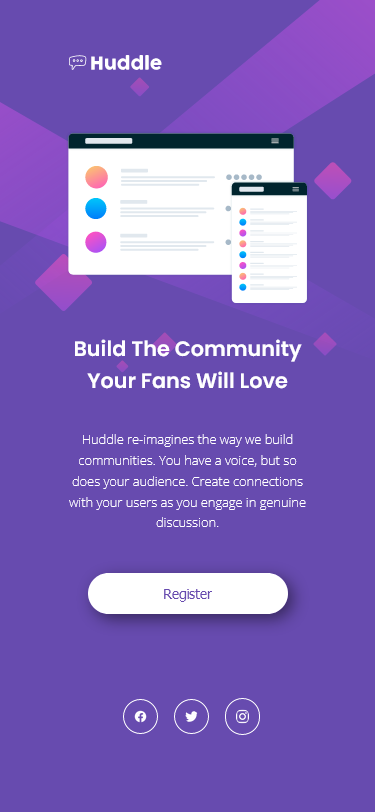 Huddle
Build The Community
Your Fans Will Love
Huddle re-imagines the way we build
communities. You have a voice, but so
does your audience. Create connections
with your users as you engage in genuine
discussion.
Register